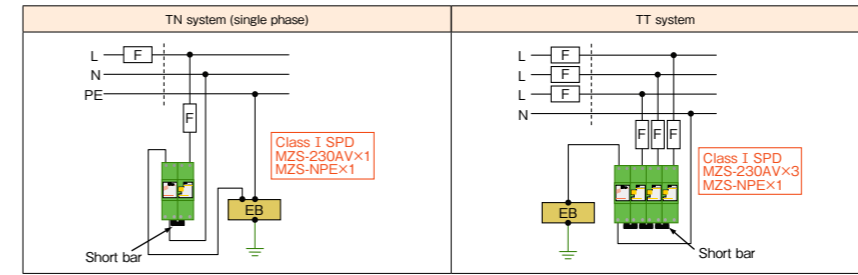 TN system (single phase)
L
F
N
PE
F
Class I SPD
MZS-230AV×1
MZS-NPE×1
EB
Short bar
TT system
L
F
L
F
L
F
N
F
F
F
Class I SPD
MZS-230AV×3
MZS-NPE×1
EB
Short bar